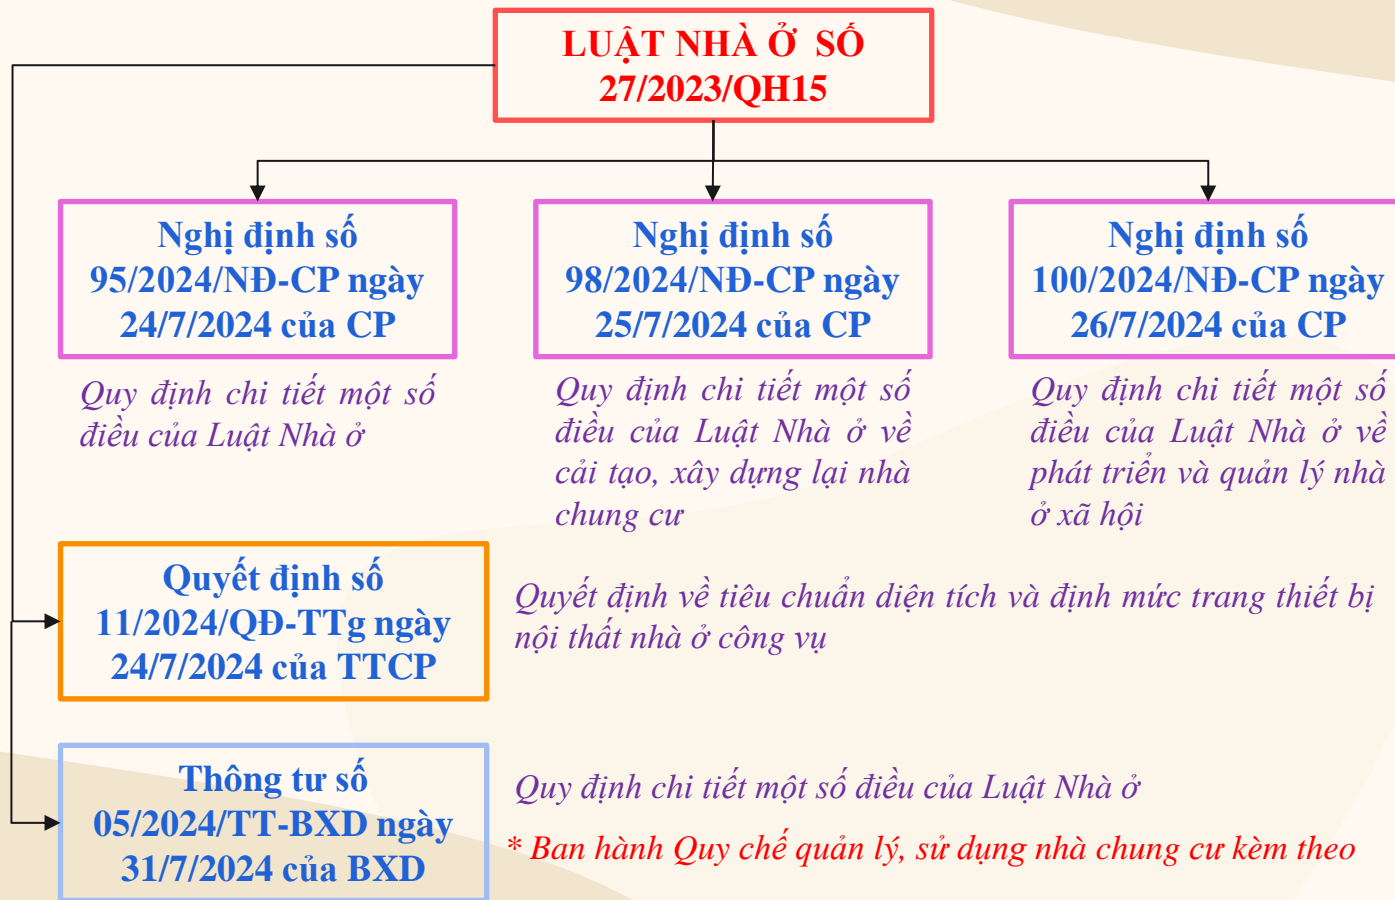 LUẬT NHÀ Ở SỐ
27/2023/QH15
Nghị định số
95/2024/NĐ-CP ngày
24/7/2024 của CP
Quy định chi tiết một số
điều của Luật Nhà ở
Nghị định số
98/2024/NĐ-CP ngày
25/7/2024 của CP
Quy định chi tiết một số
điều của Luật Nhà ở về
cải tạo, xây dựng lại nhà
chung cư
Nghị định số
100/2024/NĐ-CP ngày
26/7/2024 của CP
Quy định chi tiết một số
điều của Luật Nhà ở về
phát triển và quản lý nhà
ở xã hội
Quyết định số
11/2024/QĐ-TTg ngày
24/7/2024 của TTCP
Quyết định về tiêu chuẩn diện tích và định mức trang thiết bị
nội thất nhà ở công vụ
Thông tư số
05/2024/TT-BXD ngày
31/7/2024 của BXD
Quy định chi tiết một số điều của Luật Nhà ở
* Ban hành Quy chế quản lý, sử dụng nhà chung cư kèm theo